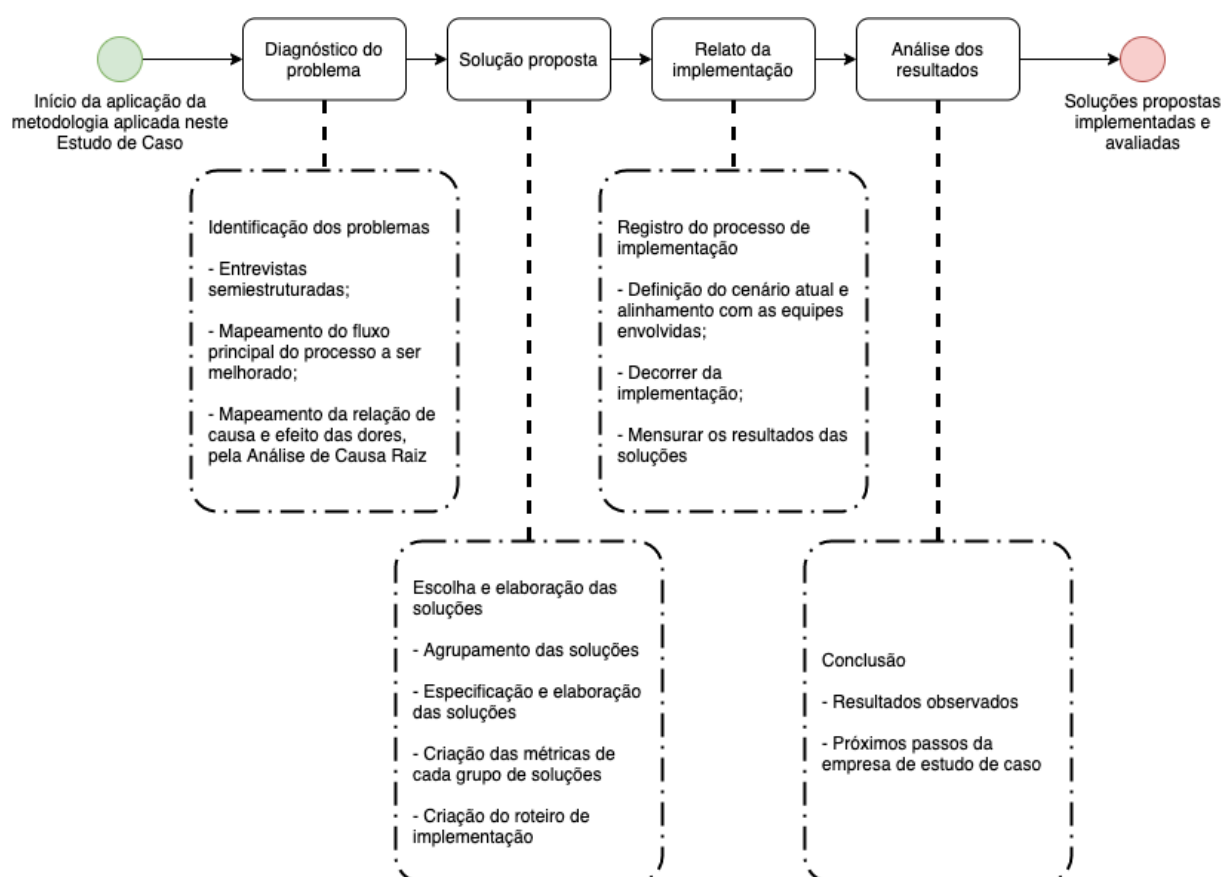 Diagnóstico do
problema
Solução proposta
Relato da
implementação
Análise dos
resultados
Início da aplicação da
metodologia aplicada neste
Estudo de Caso
Soluções propostas
implementadas e
avaliadas
Identificação dos problemas
- Entrevistas
semiestruturadas;
- Mapeamento do fluxo
principal do processo a ser
melhorado;
- Mapeamento da relação de
causa e efeito das dores,
pela Análise de Causa Raiz
Registro do processo de
implementação
- Definição do cenário atual e
alinhamento com as equipes
envolvidas;
- Decorrer da
implementação;
- Mensurar os resultados das
soluções
Escolha e elaboração das
soluções
- Agrupamento das soluções
- Especificação e elaboração
das soluções
- Criação das métricas de
cada grupo de soluções
- Criação do roteiro de
implementação
Conclusão
- Resultados observados
- Próximos passos da
empresa de estudo de caso